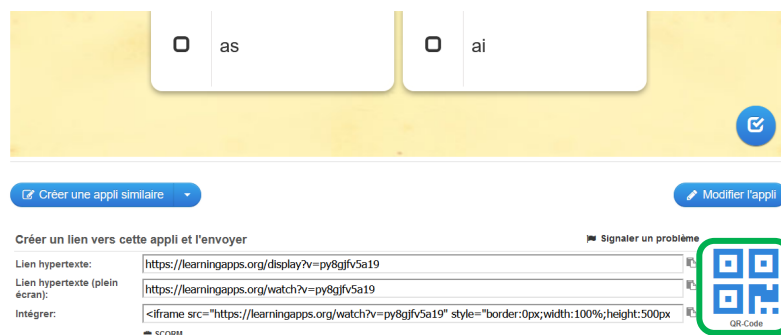 as ai
Créer une appli similaire Modifier l'appli
Créer un lien vers cette appli et l'envoyer Signaler un problème
Lien hypertexte: https://learningapps.org/display?v=py8gjfv5a19
Lien hypertexte (plein
écran): https://learningapps.org/watch?v=py8gjfv5a19
Intégrer: <iframe src="https://learningapps.org/watch?v=py8gjfv5a19" style="border:0px;width:100%;height:500px
QR-Code
SCORM